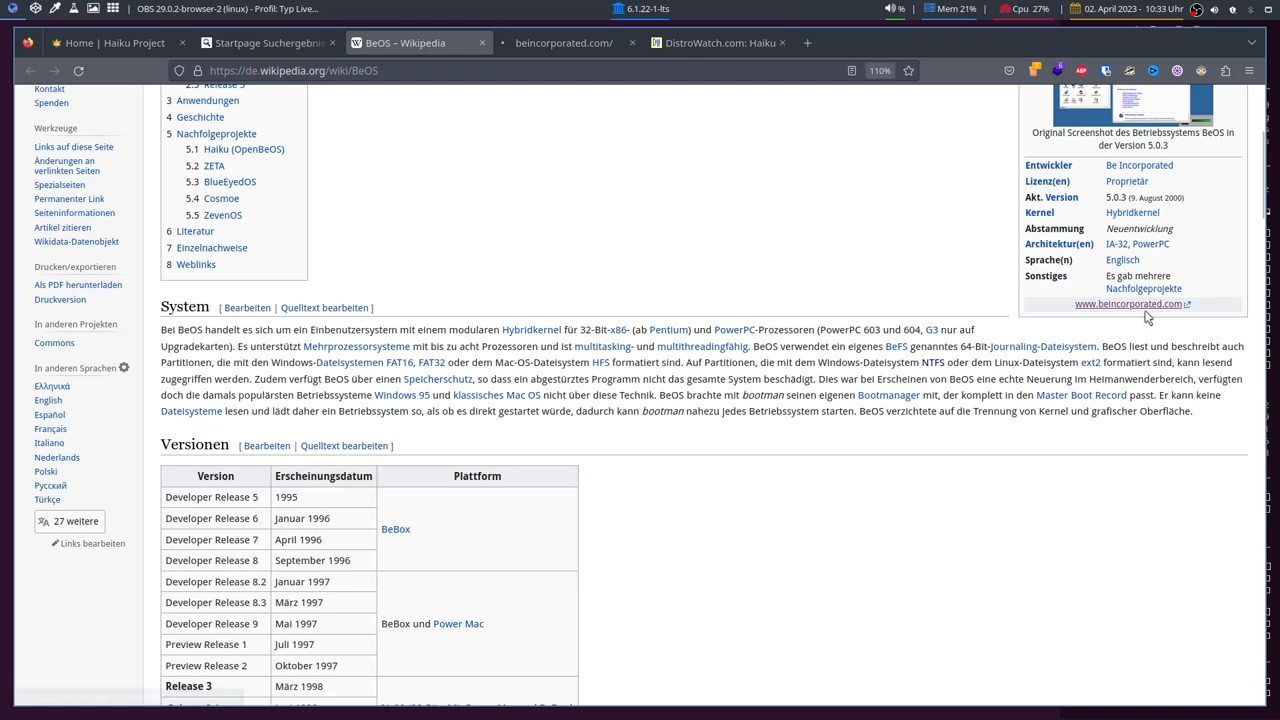 OBS 29.0.2-browser-2 (linux) - Profil: Typ Live...
6.1.22-1-lts
%
Mem 21%
Cpu 27%
02. April 2023 - 10:33 Uhr
Home | Haiku Project
Startpage Suchergebnis
BeOS – Wikipedia
beincorporated.com/
DistroWatch.com: Haiku
https://de.wikipedia.org/wiki/BeOS
110%
Kontakt
Spenden
Werkzeuge
Links auf diese Seite
Änderungen an
verlinkten Seiten
Spezialseiten
Permanenter Link
Seiteninformationen
Artikel zitieren
Wikidata-Datenobjekt
Drucken/exportieren
Als PDF herunterladen
Druckversion
In anderen Projekten
Commons
In anderen Sprachen
Ελληνικά
English
Español
Français
Italiano
Nederlands
Polski
Русский
Türkçe
27 weitere
Links bearbeiten
2.5 Release 5
3 Anwendungen
4 Geschichte
5 Nachfolgeprojekte
5.1 Haiku (OpenBeOS)
5.2 ZETA
5.3 BlueEyedOS
5.4 Cosmoe
5.5 ZevenOS
6 Literatur
7 Einzelnachweise
8 Weblinks
Original Screenshot des Betriebssystems BeOS in
der Version 5.0.3
Entwickler Be Incorporated
Lizenz(en) Proprietär
Akt. Version 5.0.3 (9. August 2000)
Kernel Hybridkernel
Abstammung Neuentwicklung
Architektur(en) IA-32, PowerPC
Sprache(n) Englisch
Sonstiges Es gab mehrere
Nachfolgeprojekte
www.beincorporated.com
System [ Bearbeiten | Quelltext bearbeiten ]
Bei BeOS handelt es sich um ein Einbenutzersystem mit einem modularen Hybridkernel für 32-Bit-x86- (ab Pentium) und PowerPC-Prozessoren (PowerPC 603 und 604, G3 nur auf
Upgradekarten). Es unterstützt Mehrprozessorsysteme mit bis zu acht Prozessoren und ist multitasking- und multithreadingfähig. BeOS verwendet ein eigenes BeFS genanntes 64-Bit-Journaling-Dateisystem. BeOS liest und beschreibt auch
Partitionen, die mit den Windows-Dateisystemen FAT16, FAT32 oder dem Mac-OS-Dateisystem HFS formatiert sind. Auf Partitionen, die mit dem Windows-Dateisystem NTFS oder dem Linux-Dateisystem ext2 formatiert sind, kann lesend
zugegriffen werden. Zudem verfügt BeOS über einen Speicherschutz, so dass ein abgestürztes Programm nicht das gesamte System beschädigt. Dies war bei Erscheinen von BeOS eine echte Neuerung im Heimanwenderbereich, verfügten
doch die damals populärsten Betriebssysteme Windows 95 und klassisches Mac OS nicht über diese Technik. BeOS brachte mit bootman seinen eigenen Bootmanager mit, der komplett in den Master Boot Record passt. Er kann keine
Dateisysteme lesen und lädt daher ein Betriebssystem so, als ob es direkt gestartet würde, dadurch kann bootman nahezu jedes Betriebssystem starten. BeOS verzichtete auf die Trennung von Kernel und grafischer Oberfläche.
Versionen [ Bearbeiten | Quelltext bearbeiten ]
Version Erscheinungsdatum Plattform
Developer Release 5 1995
Developer Release 6 Januar 1996
BeBox
Developer Release 7 April 1996
Developer Release 8 September 1996
Developer Release 8.2 Januar 1997
Developer Release 8.3 März 1997
Developer Release 9 Mai 1997 BeBox und Power Mac
Preview Release 1 Juli 1997
Preview Release 2 Oktober 1997
Release 3 März 1998